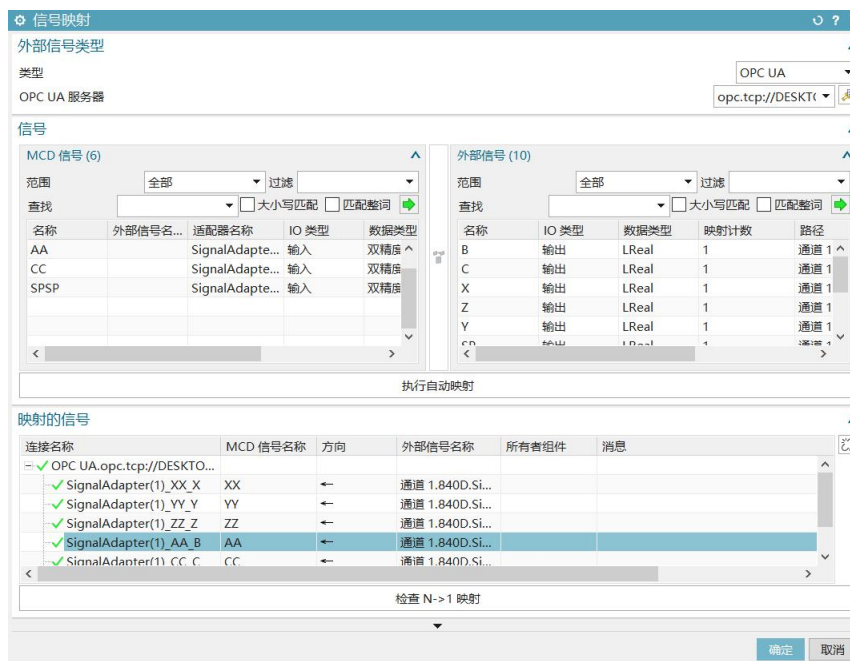 信号映射
外部信号类型
类型 OPC UA
OPC UA 服务器 opc.tcp://DESKT(
信号
MCD 信号 (6) 外部信号 (10)
范围 全部 过滤 范围 全部 过滤
查找 大小写匹配 匹配整词 查找 大小写匹配 匹配整词
名称 外部信号名... 适配器名称 IO 类型 数据类型 名称 IO 类型 数据类型 映射计数 路径
AA SignalAdapte... 输入 双精度 B 输出 LReal 1 通道 1
CC SignalAdapte... 输入 双精度 C 输出 LReal 1 通道 1
SPSP SignalAdapte... 输入 双精度 X 输出 LReal 1 通道 1
Z 输出 LReal 1 通道 1
Y 输出 LReal 1 通道 1
SP 输出 LReal 1 通道 1
执行自动映射
映射的信号
连接名称 MCD 信号名称 方向 外部信号名称 所有者组件 消息
OPC UA.opc.tcp://DESKTO...
SignalAdapter(1)_XX_X XX ← 通道 1.840D.Si...
SignalAdapter(1)_YY_Y YY ← 通道 1.840D.Si...
SignalAdapter(1)_ZZ_Z ZZ ← 通道 1.840D.Si...
SignalAdapter(1)_AA_B AA ← 通道 1.840D.Si...
SignalAdapter(1)_CC_C CC ← 通道 1.840D.Si...
检查 N->1 映射
确定 取消